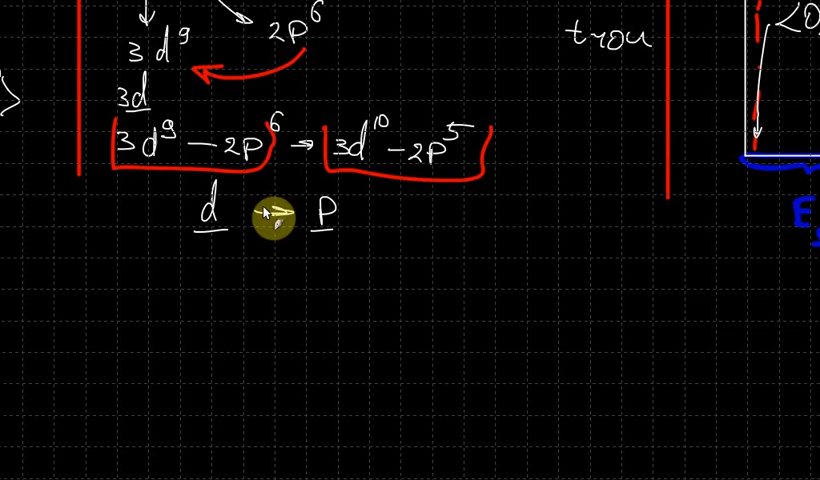 2p⁶
3d⁹
trou
3d
3d⁹ — 2p⁶ → 3d¹⁰ – 2p⁵
d → p
E